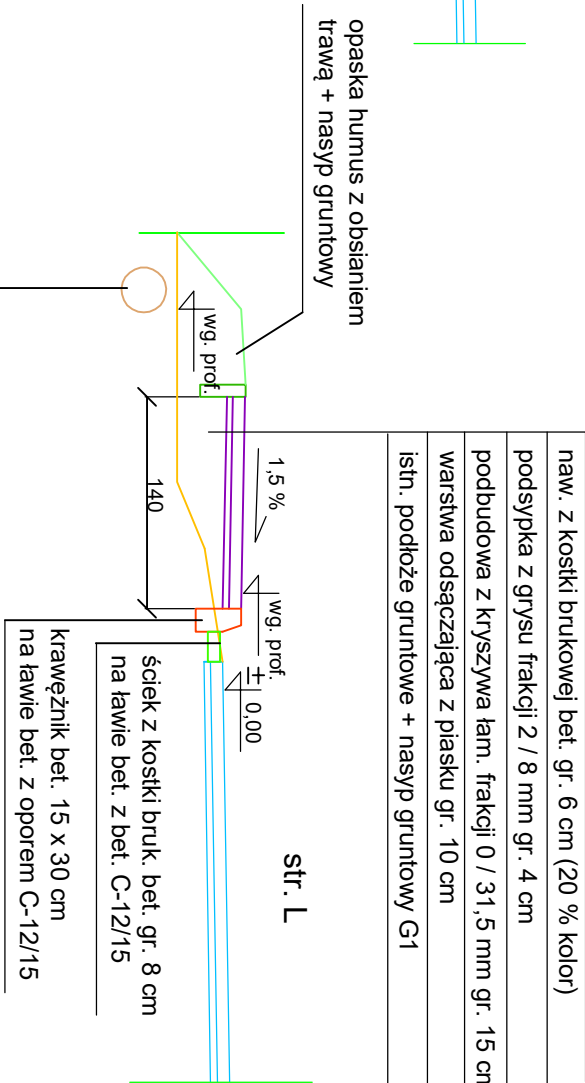 naw. z kostki brukowej bet. gr. 6 cm (20 % kolor)
podsypka z grysu frakcji 2 / 8 mm gr. 4 cm
podbudowa z kryszywa łam. frakcji 0 / 31,5 mm gr. 15 cm
warstwa odsączająca z piasku gr. 10 cm
istn. podłoże gruntowe + nasyp gruntowy G1
opaska humus z obsianiem
trawą + nasyp gruntowy
wg. prof.
1,5 %
wg. prof.
± 0,00
140
str. L
ściek z kostki bruk. bet. gr. 8 cm
na ławie bet. z bet. C-12/15
krawężnik bet. 15 x 30 cm
na ławie bet. z oporem C-12/15